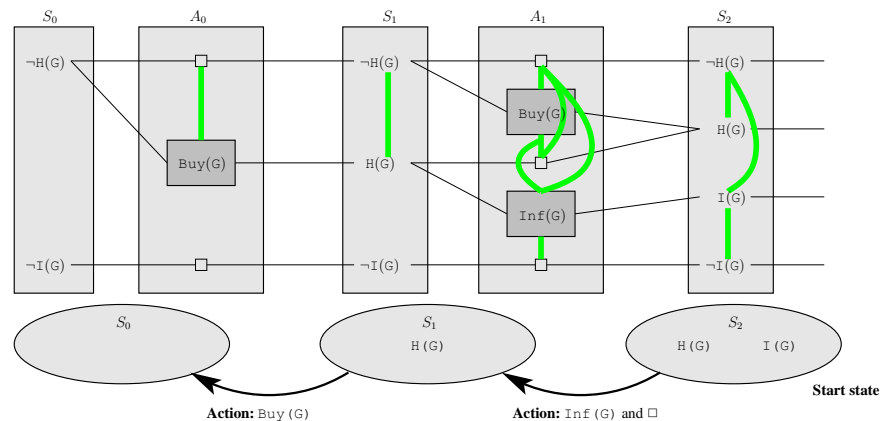 S₀ A₀ S₁ A₁ S₂
¬H(G) ¬H(G) ¬H(G)
Buy(G) H(G)
Buy(G) H(G)
Inf(G) I(G)
¬I(G) ¬I(G) ¬I(G)
S₀ S₁ S₂
H(G) H(G) I(G)
Start state
Action: Buy(G) Action: Inf(G) and □